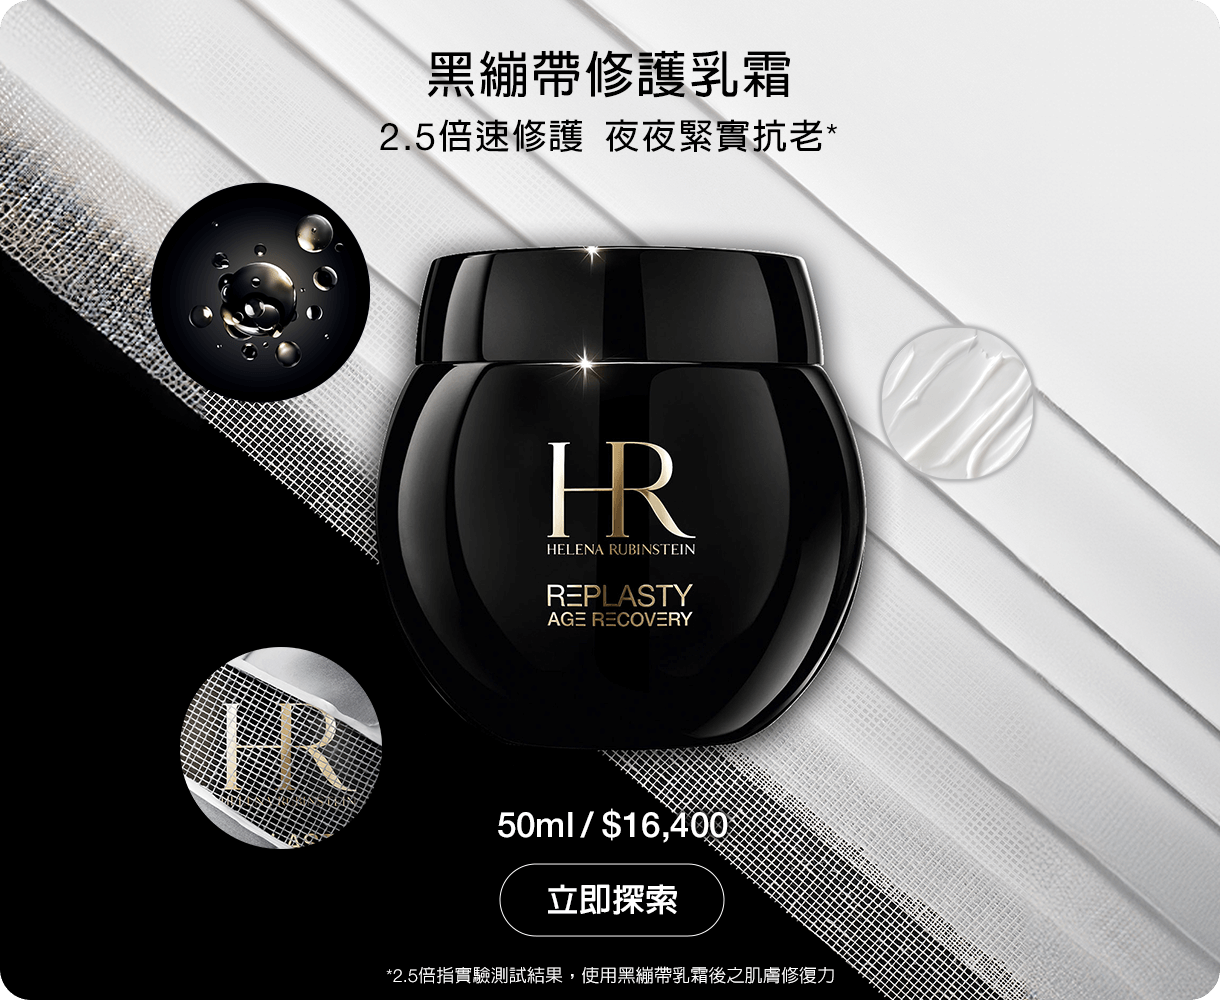 黑繃帶修護乳霜
2.5倍速修護 夜夜緊實抗老*
HR
HELENA RUBINSTEIN
REPLASTY
AGE RECOVERY
HR
50ml / $16,400
立即探索
*2.5倍指實驗測試結果，使用黑繃帶乳霜後之肌膚修復力